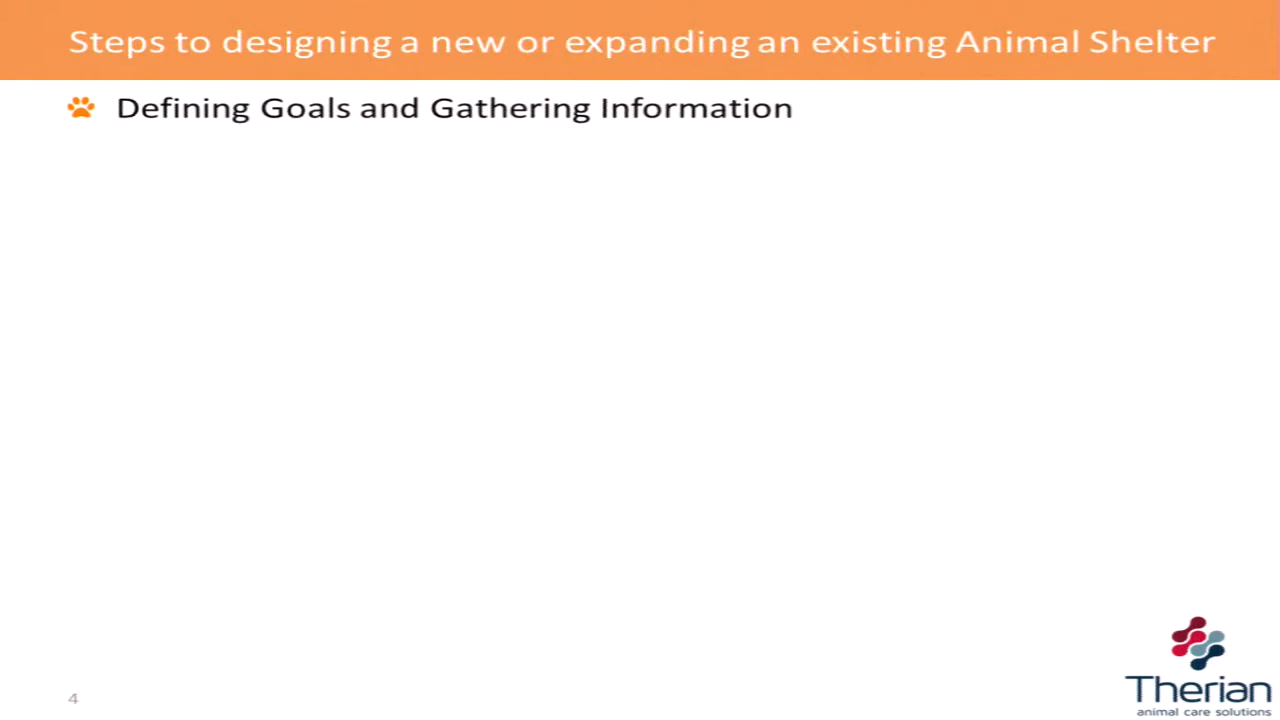 Steps to designing a new or expanding an existing Animal Shelter
Defining Goals and Gathering Information
4
Therian
animal care solutions